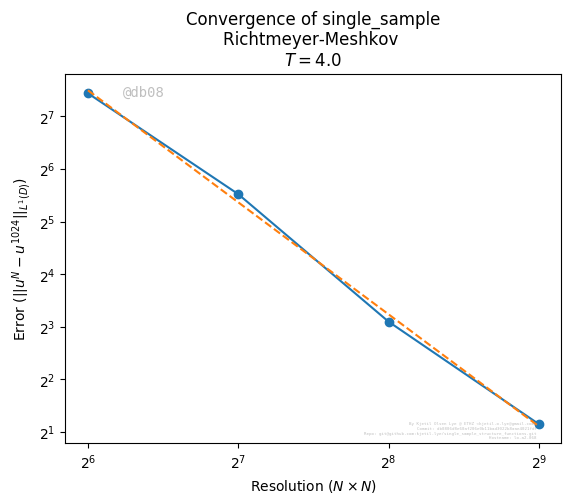 Convergence of single_sample
Richtmeyer-Meshkov
T = 4.0
@db08
2^7
2^6
2^5
2^4
2^3
2^2
2^1
Error (||u^N − u^1024||_L^1(D))
2^6
2^7
2^8
2^9
Resolution (N × N)